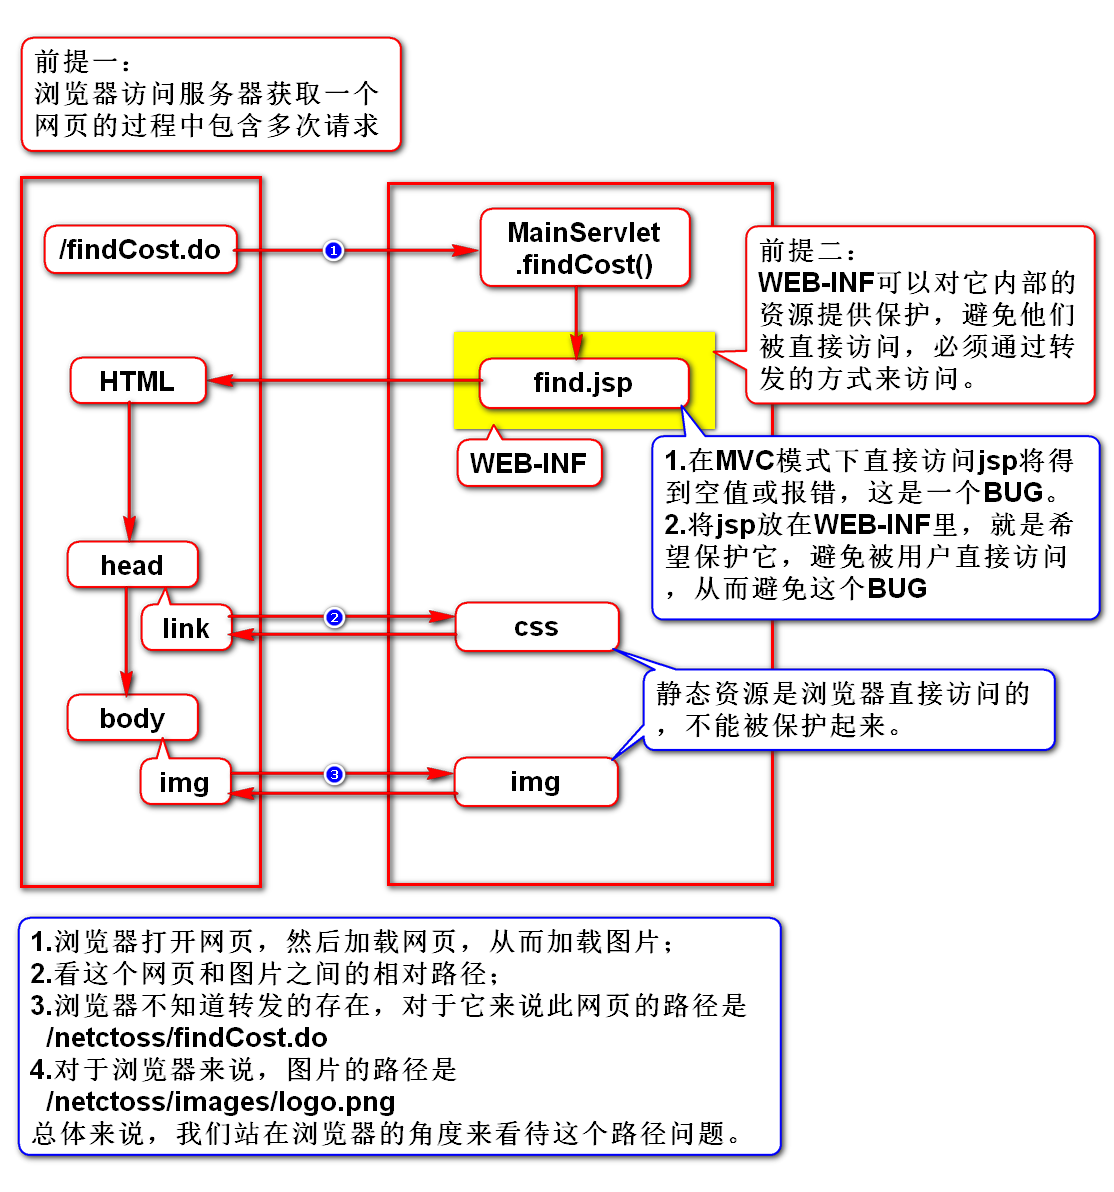 前提一：
浏览器访问服务器获取一个
网页的过程中包含多次请求
/findCost.do
1
MainServlet
.findCost()
前提二：
WEB-INF可以对它内部的
资源提供保护，避免他们
被直接访问，必须通过转
发的方式来访问。
HTML
find.jsp
WEB-INF
1.在MVC模式下直接访问jsp将得
到空值或报错，这是一个BUG。
2.将jsp放在WEB-INF里，就是希
望保护它，避免被用户直接访问
，从而避免这个BUG
head
link
2
css
静态资源是浏览器直接访问的
，不能被保护起来。
body
img
3
img
1.浏览器打开网页，然后加载网页，从而加载图片；
2.看这个网页和图片之间的相对路径；
3.浏览器不知道转发的存在，对于它来说此网页的路径是
/netctoss/findCost.do
4.对于浏览器来说，图片的路径是
/netctoss/images/logo.png
总体来说，我们站在浏览器的角度来看待这个路径问题。